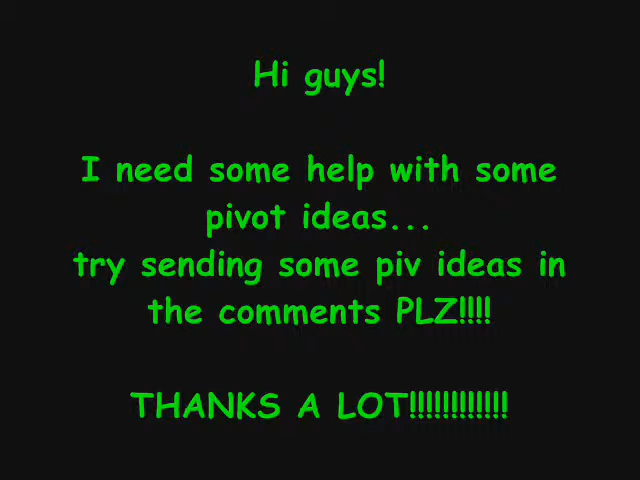 Hi guys!
I need some help with some
pivot ideas...
try sending some piv ideas in
the comments PLZ!!!!
THANKS A LOT!!!!!!!!!!!!